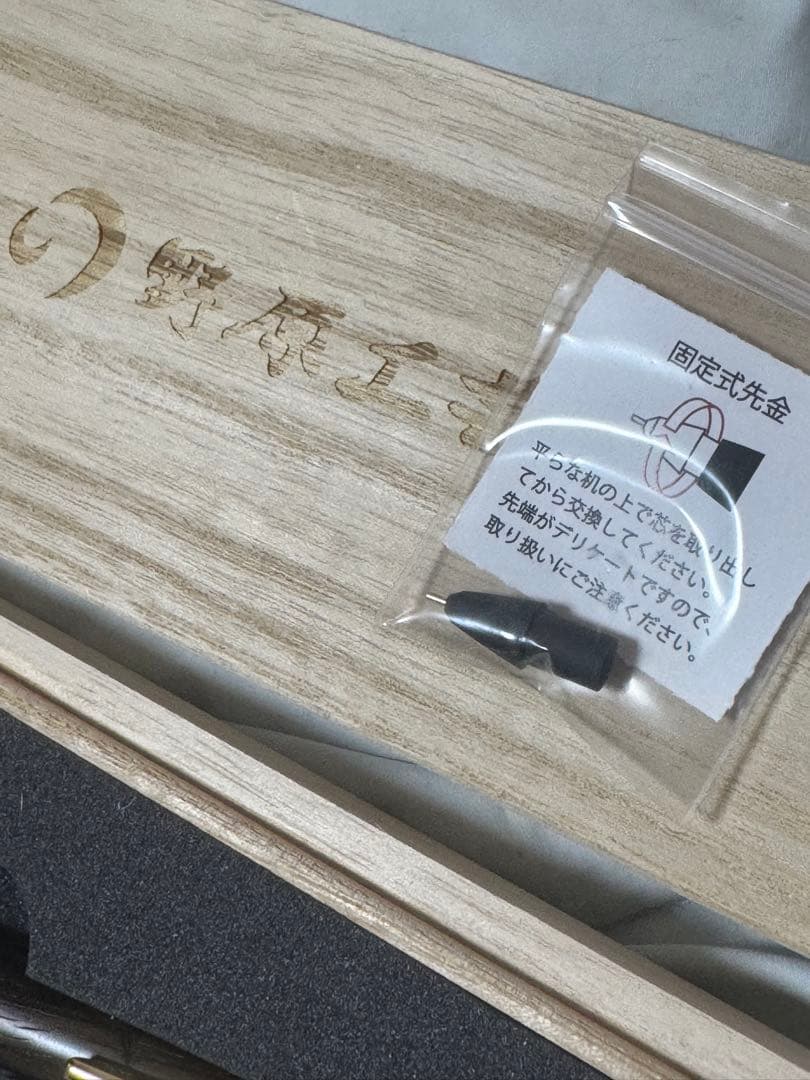 の野原工
固定式先金
平らな机の上で芯を取り出し
てから交換してください。
先端がデリケートですので、
取り扱いにご注意ください。